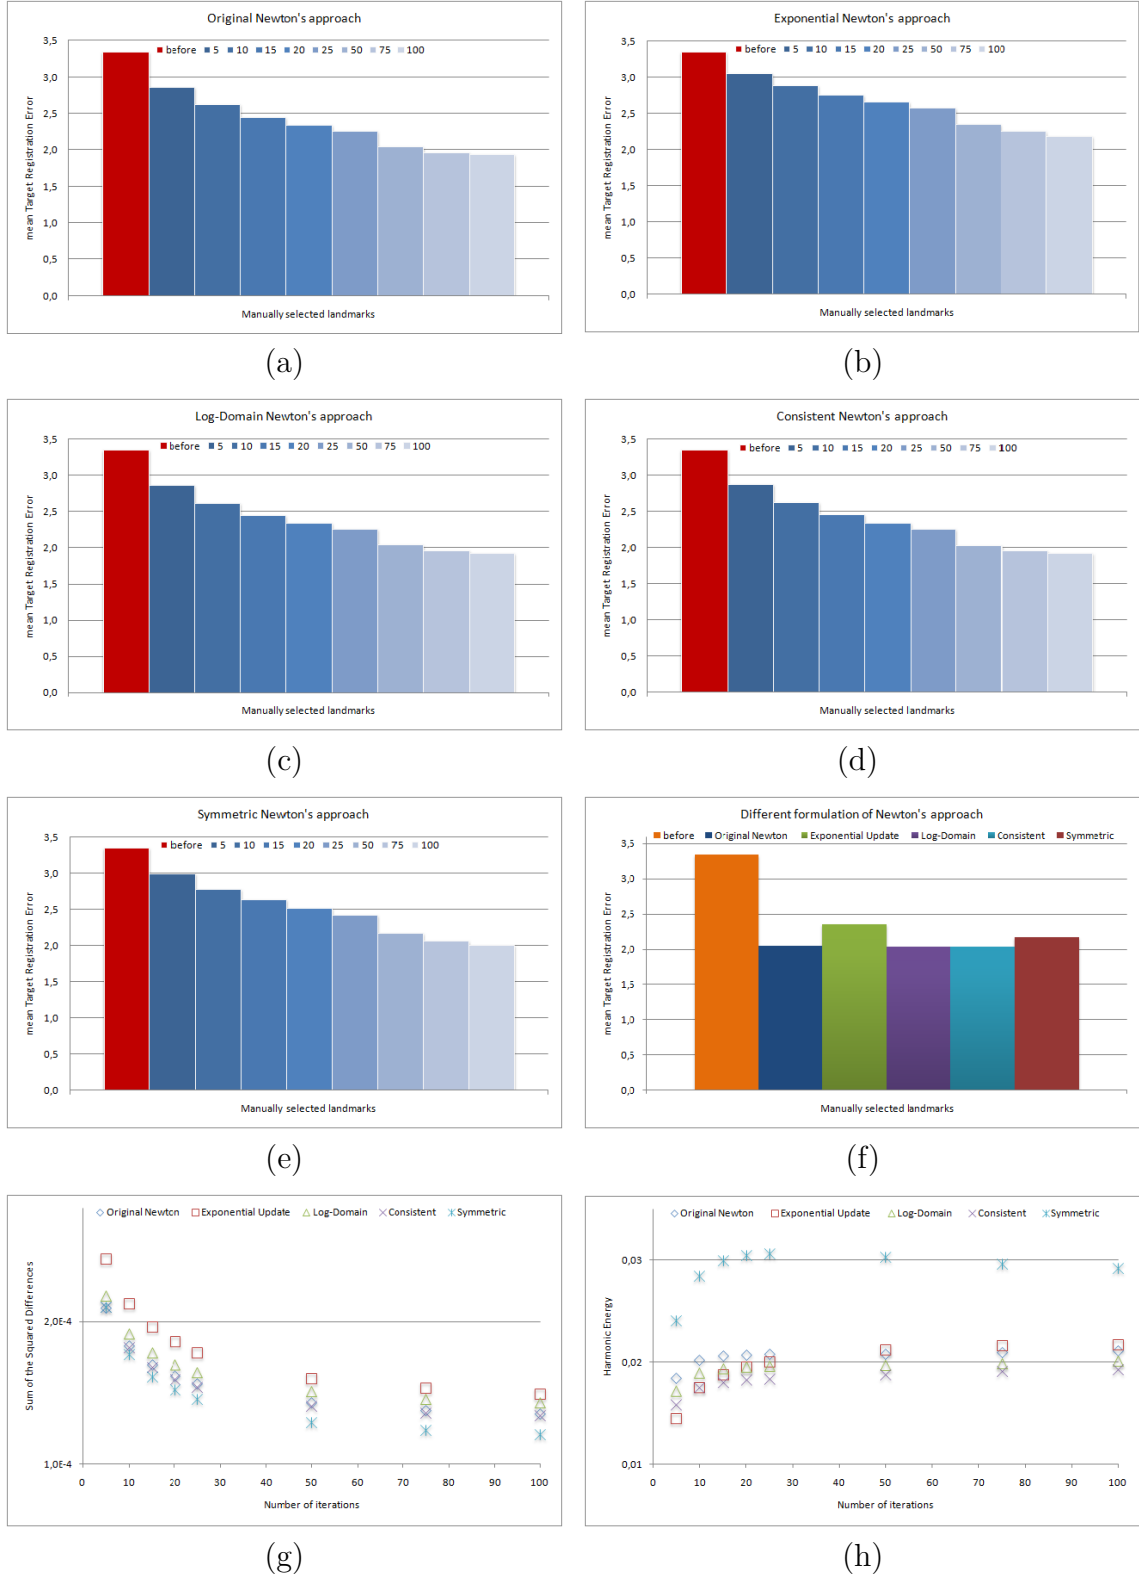 Original Newton's approach
before 5 10 15 20 25 50 75 100
3,5
3,0
2,5
2,0
1,5
1,0
0,5
0,0
mean Target Registration Error
Manually selected landmarks
(a)
Exponential Newton's approach
before 5 10 15 20 25 50 75 100
3,5
3,0
2,5
2,0
1,5
1,0
0,5
0,0
mean Target Registration Error
Manually selected landmarks
(b)
Log-Domain Newton's approach
before 5 10 15 20 25 50 75 100
3,5
3,0
2,5
2,0
1,5
1,0
0,5
0,0
mean Target Registration Error
Manually selected landmarks
(c)
Consistent Newton's approach
before 5 10 15 20 25 50 75 100
3,5
3,0
2,5
2,0
1,5
1,0
0,5
0,0
mean Target Registration Error
Manually selected landmarks
(d)
Symmetric Newton's approach
before 5 10 15 20 25 50 75 100
3,5
3,0
2,5
2,0
1,5
1,0
0,5
0,0
mean Target Registration Error
Manually selected landmarks
(e)
Different formulation of Newton's approach
before Original Newton Exponential Update Log-Domain Consistent Symmetric
3,5
3,0
2,5
2,0
1,5
1,0
0,5
0,0
mean Target Registration Error
Manually selected landmarks
(f)
Original Newton Exponential Update Log-Domain Consistent Symmetric
2,0E-4
1,0E-4
Sum of the Squared Differences
0 10 20 30 40 50 60 70 80 90 100
Number of iterations
(g)
Original Newton Exponential Update Log-Domain Consistent Symmetric
0,03
0,02
0,01
Harmonic Energy
0 10 20 30 40 50 60 70 80 90 100
Number of iterations
(h)